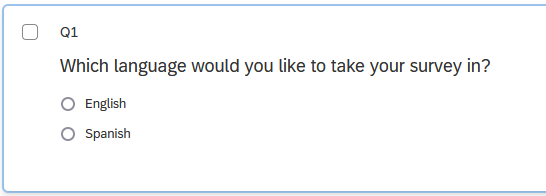 Q1
Which language would you like to take your survey in?
English
Spanish